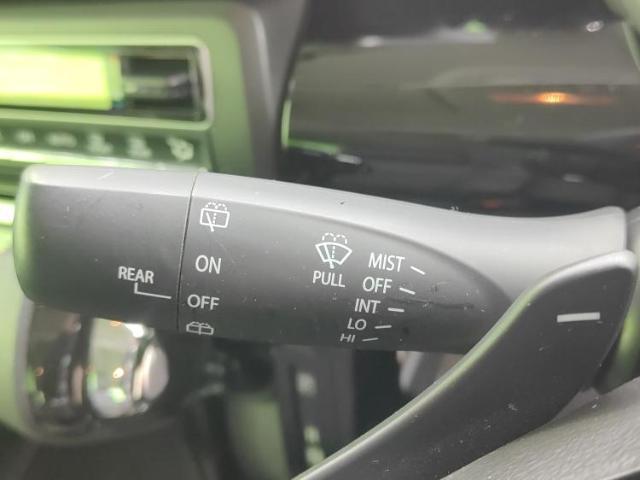 REAR
ON
OFF
PULL
MIST
OFF
INT
LO
HI